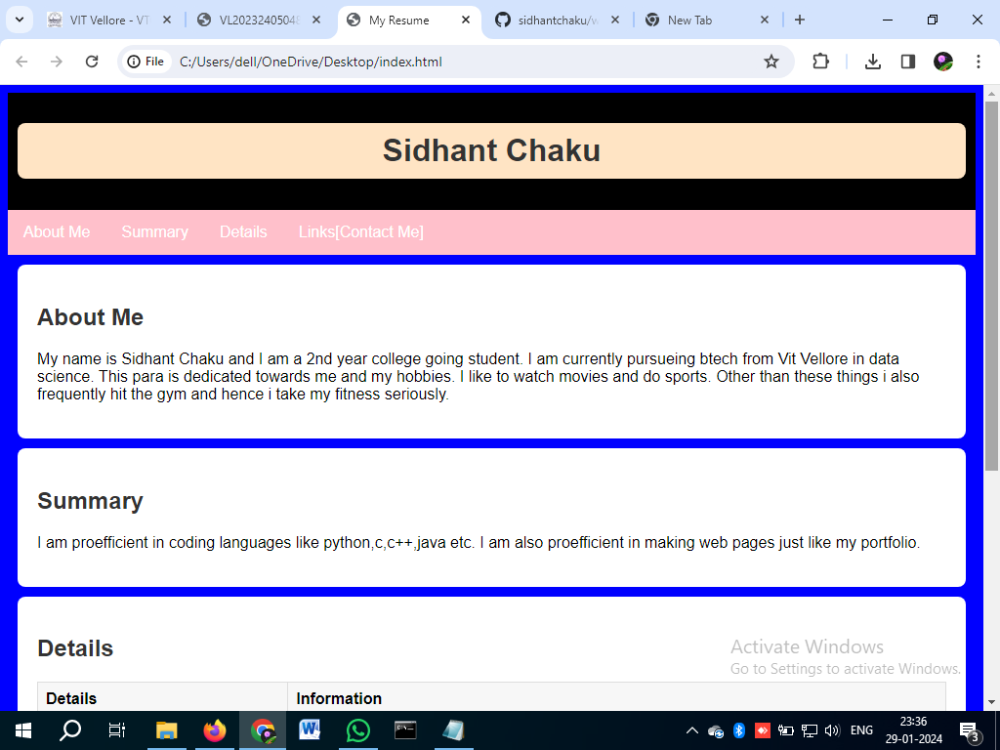 VIT Vellore - VT
VL20232405048
My Resume
sidhantchaku/w
New Tab
File
C:/Users/dell/OneDrive/Desktop/index.html
Sidhant Chaku
About Me
Summary
Details
Links[Contact Me]
About Me
My name is Sidhant Chaku and I am a 2nd year college going student. I am currently pursueing btech from Vit Vellore in data
science. This para is dedicated towards me and my hobbies. I like to watch movies and do sports. Other than these things i also
frequently hit the gym and hence i take my fitness seriously.
Summary
I am proefficient in coding languages like python,c,c++,java etc. I am also proefficient in making web pages just like my portfolio.
Details
Activate Windows
Go to Settings to activate Windows.
Details
Information
ENG
23:36
29-01-2024
3